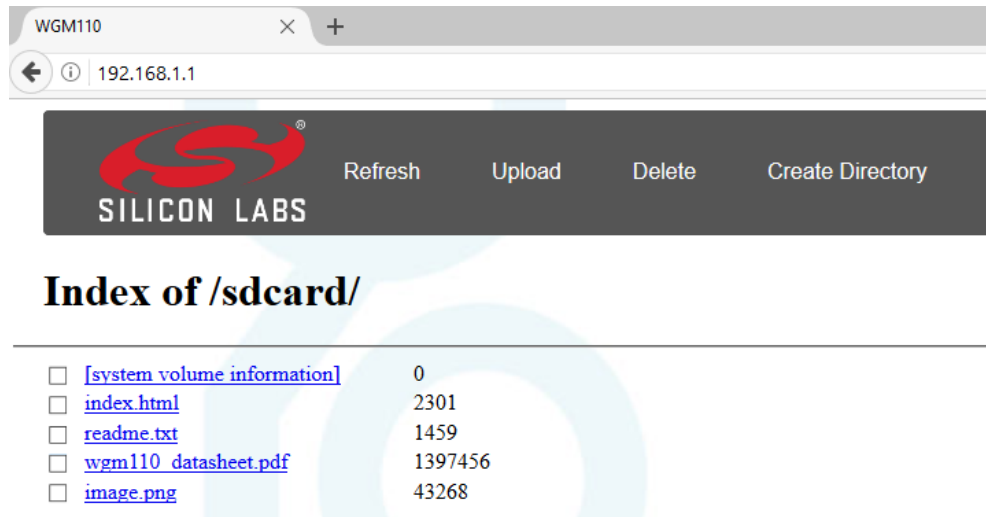 WGM110
192.168.1.1
SILICON LABS ®
Refresh Upload Delete Create Directory
Index of /sdcard/
[system volume information] 0
index.html 2301
readme.txt 1459
wgm110_datasheet.pdf 1397456
image.png 43268